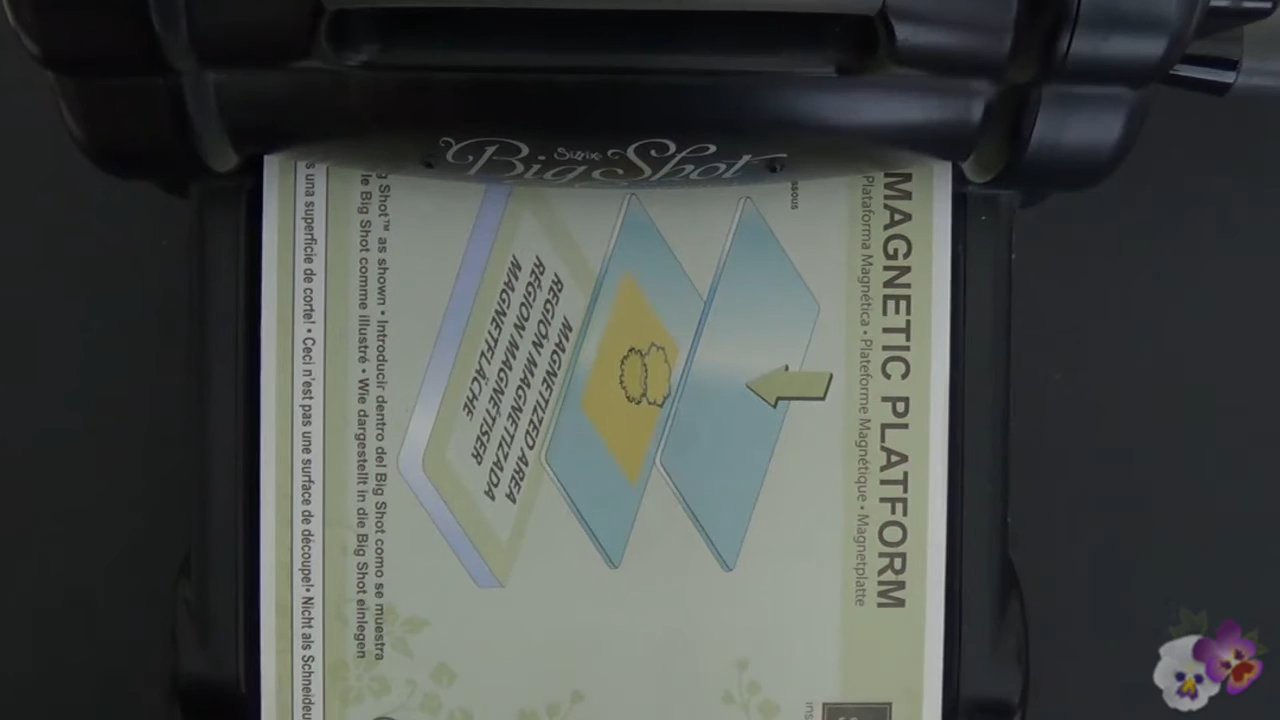 Sizzix
Big Shot
MAGNETIC PLATFORM
Plataforma Magnética • Plateforme Magnétique • Magnetplatte
MAGNETIZED AREA
REGIÓN MAGNETIZADA
RÉGION MAGNÉTISER
MAGNETFLÄCHE
Shot™ as shown • Introducir dentro del Big Shot como se muestra
le Big Shot comme illustré • Wie dargestellt in die Big Shot einlegen
una superficie de corte! • Ceci n'est pas une surface de découpe! • Nicht als